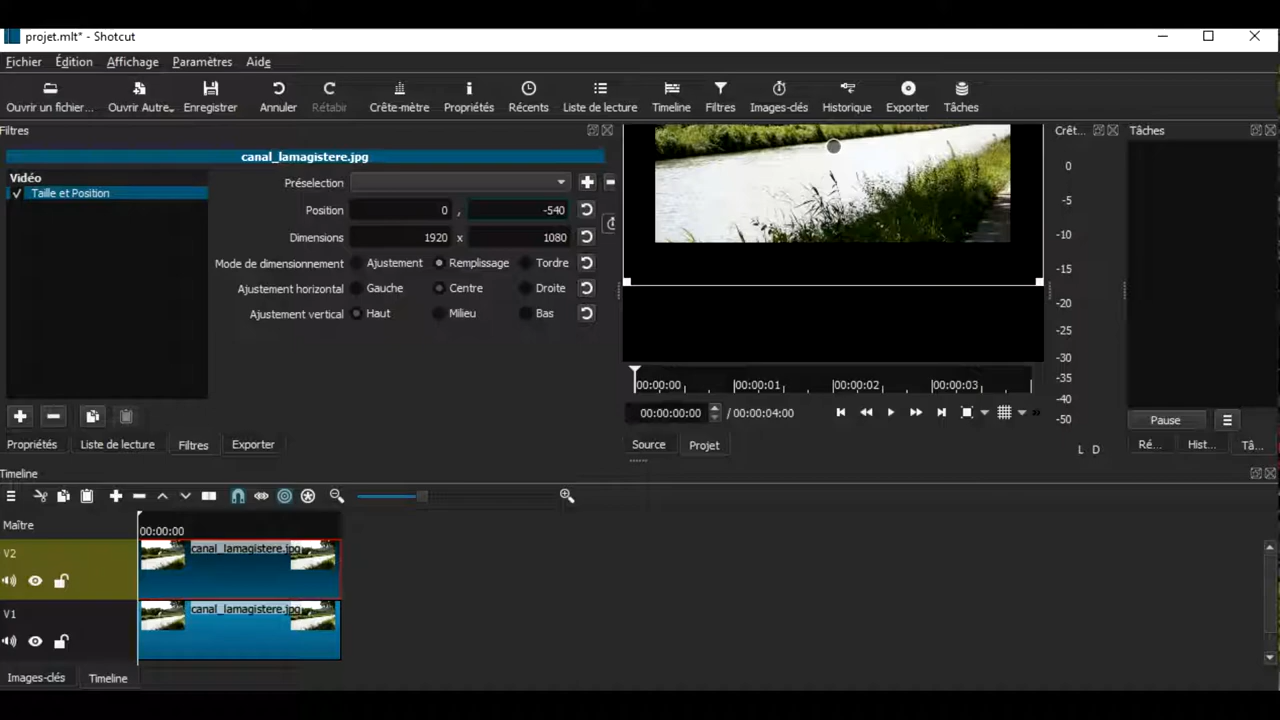 projet.mlt* - Shotcut
Fichier Édition Affichage Paramètres Aide
Ouvrir un fichier... Ouvrir Autre... Enregistrer Annuler Rétabir Crête-mètre Propriétés Récents Liste de lecture Timeline Filtres Images-clés Historique Exporter Tâches
Filtres
Crêt...
Tâches
canal_lamagistere.jpg
Vidéo
Taille et Position
Présélection
Position 0 , -540
Dimensions 1920 x 1080
Mode de dimensionnement Ajustement Remplissage Tordre
Ajustement horizontal Gauche Centre Droite
Ajustement vertical Haut Milieu Bas
0
-5
-10
-15
-20
-25
-30
-35
-40
-50
L D
00:00:00 00:00:01 00:00:02 00:00:03
00:00:00:00 / 00:00:04:00
Source Projet
Pause
Ré... Hist... Tâ...
Propriétés Liste de lecture Filtres Exporter
Timeline
Maître
00:00:00
V2
canal_lamagistere.jpg
V1
canal_lamagistere.jpg
Images-clés Timeline